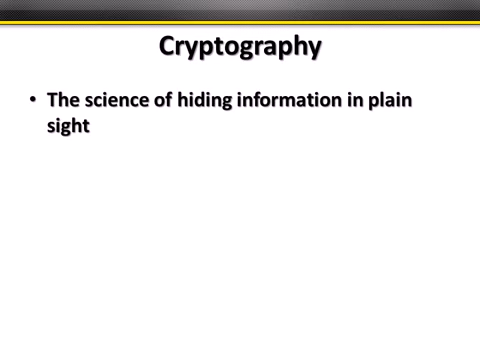 Cryptography
• The science of hiding information in plain
sight